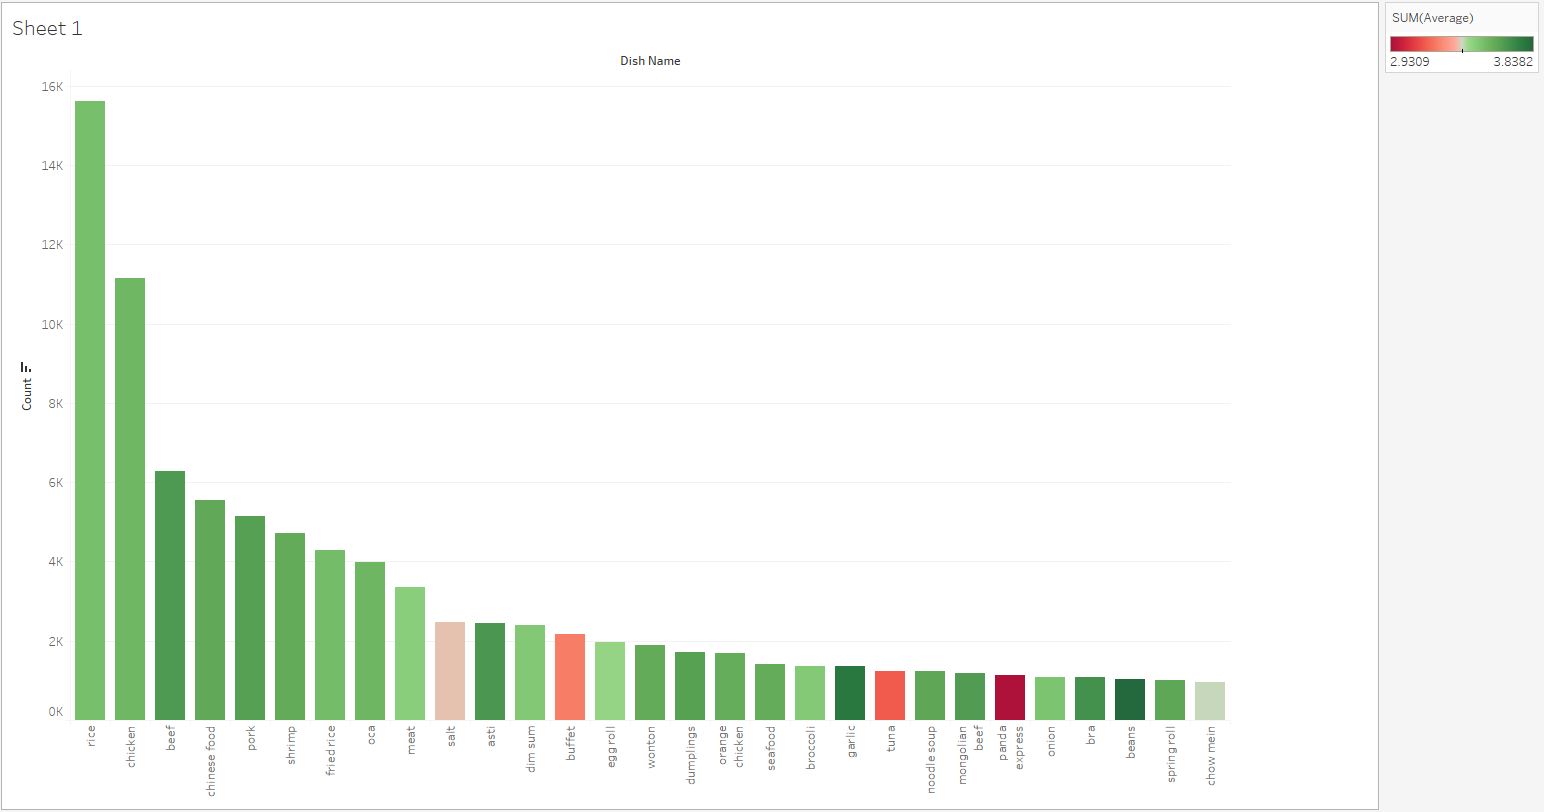 Sheet 1
Dish Name
16K
14K
12K
10K
8K
6K
4K
2K
0K
Count
rice
chicken
beef
chinese food
pork
shrimp
fried rice
oca
meat
salt
asti
dim sum
buffet
egg roll
wonton
dumplings
orange
chicken
seafood
broccoli
garlic
tuna
noodle soup
mongolian
beef
panda
express
onion
bra
beans
spring roll
chow mein
SUM(Average)
2.9309 3.8382